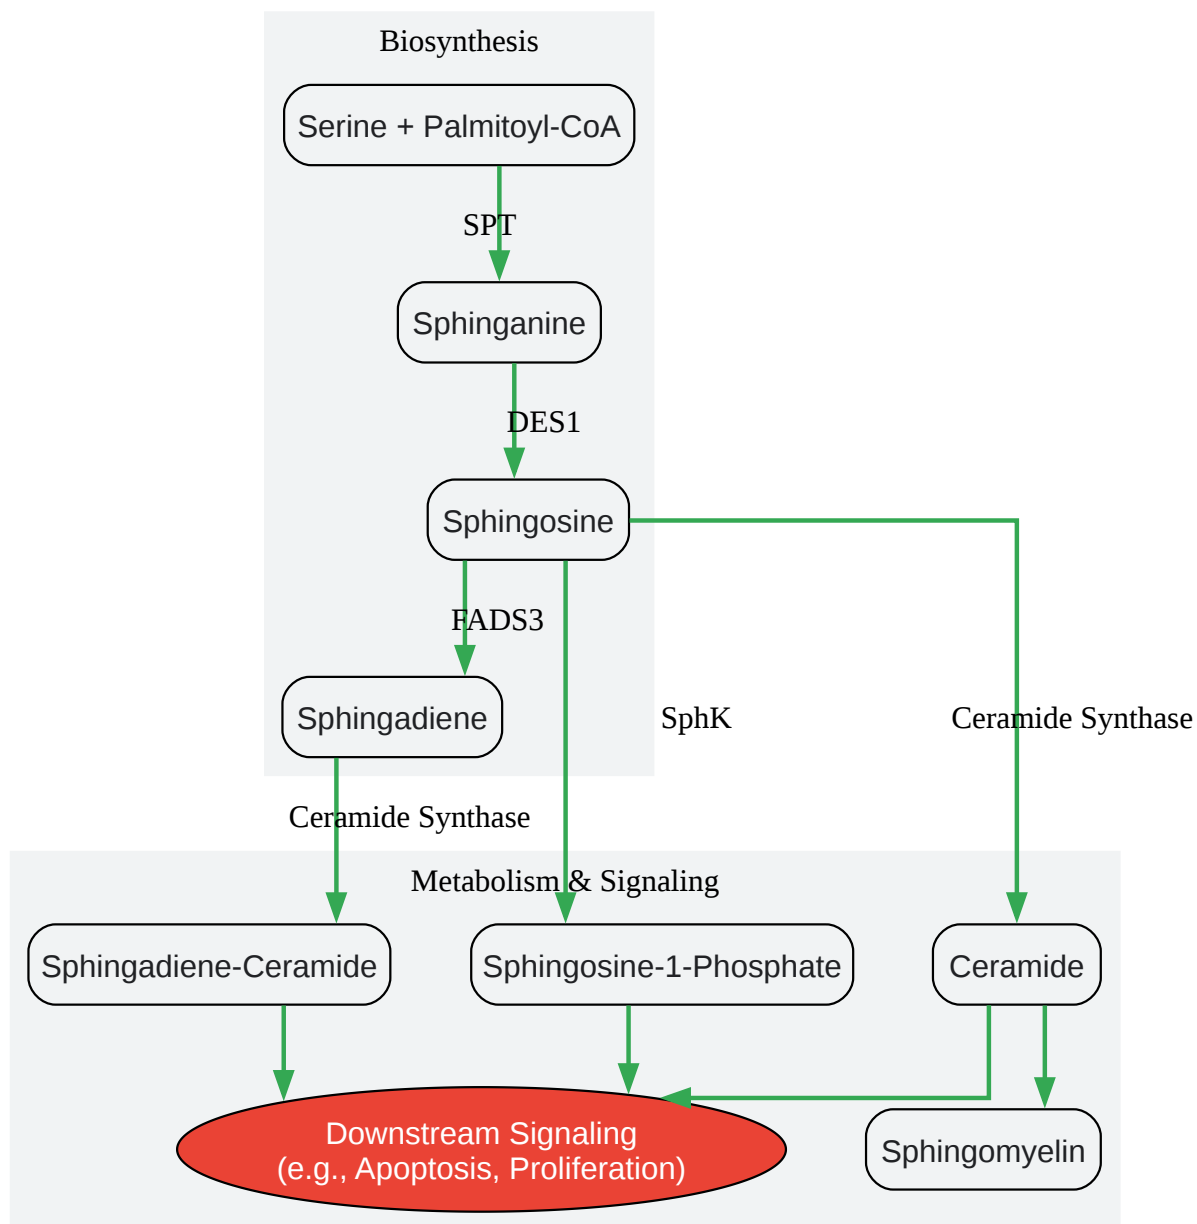 Biosynthesis
Serine + Palmitoyl-CoA
SPT
Sphinganine
DES1
Sphingosine
FADS3
Sphingadiene
SphK
Ceramide Synthase
Ceramide Synthase
Metabolism & Signaling
Sphingadiene-Ceramide
Sphingosine-1-Phosphate
Ceramide
Downstream Signaling
(e.g., Apoptosis, Proliferation)
Sphingomyelin